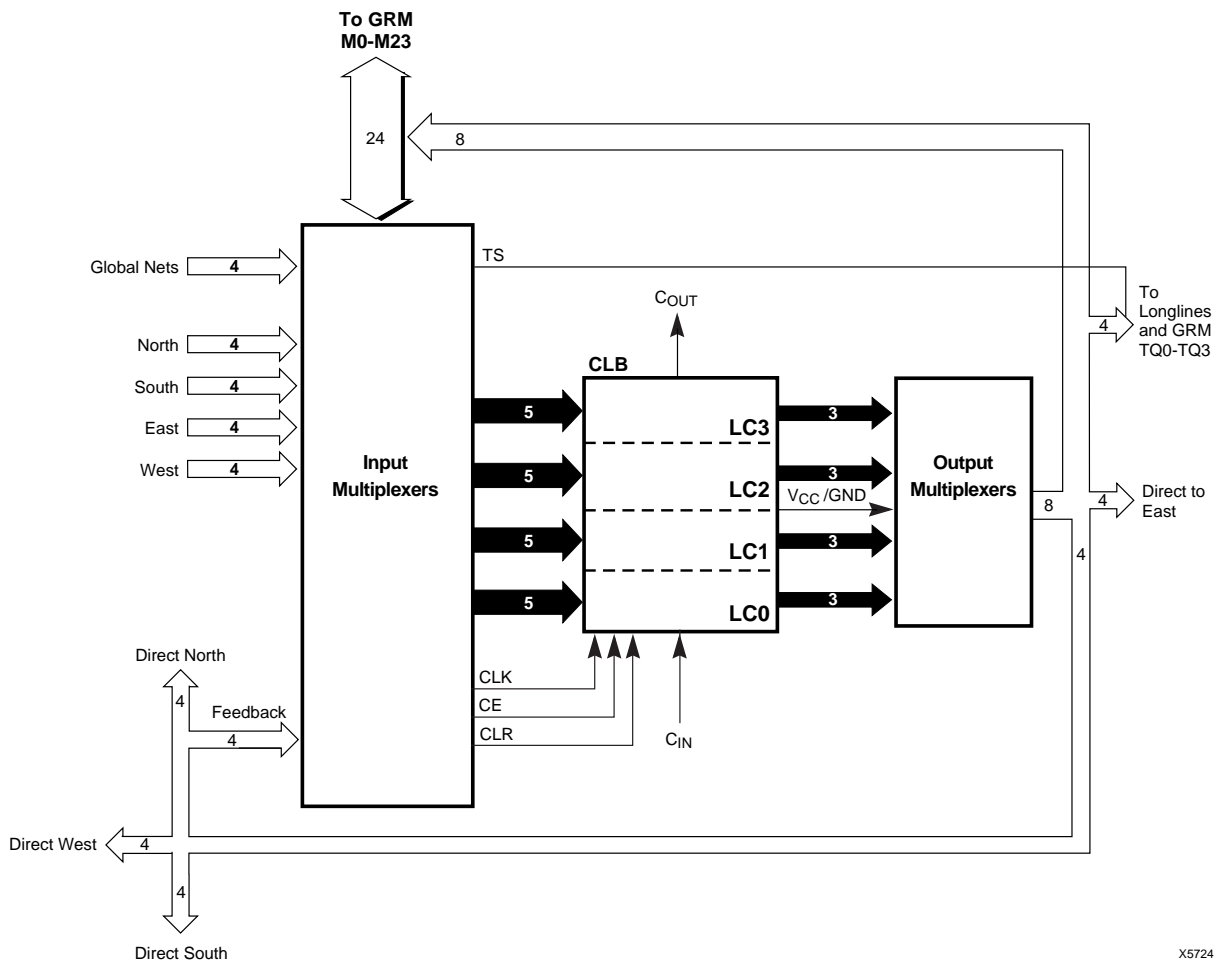 To GRM
M0-M23
24
8
Global Nets
4
TS
North
4
South
4
East
4
West
4
COUT
To
Longlines
and GRM
TQ0-TQ3
4
CLB
Input
Multiplexers
5
5
5
5
LC3
LC2
LC1
LC0
3
3
VCC /GND
3
3
Output
Multiplexers
8
4
Direct to
East
4
CLK
CE
CLR
CIN
Direct North
4
Feedback
4
Direct West
4
4
Direct South
X5724